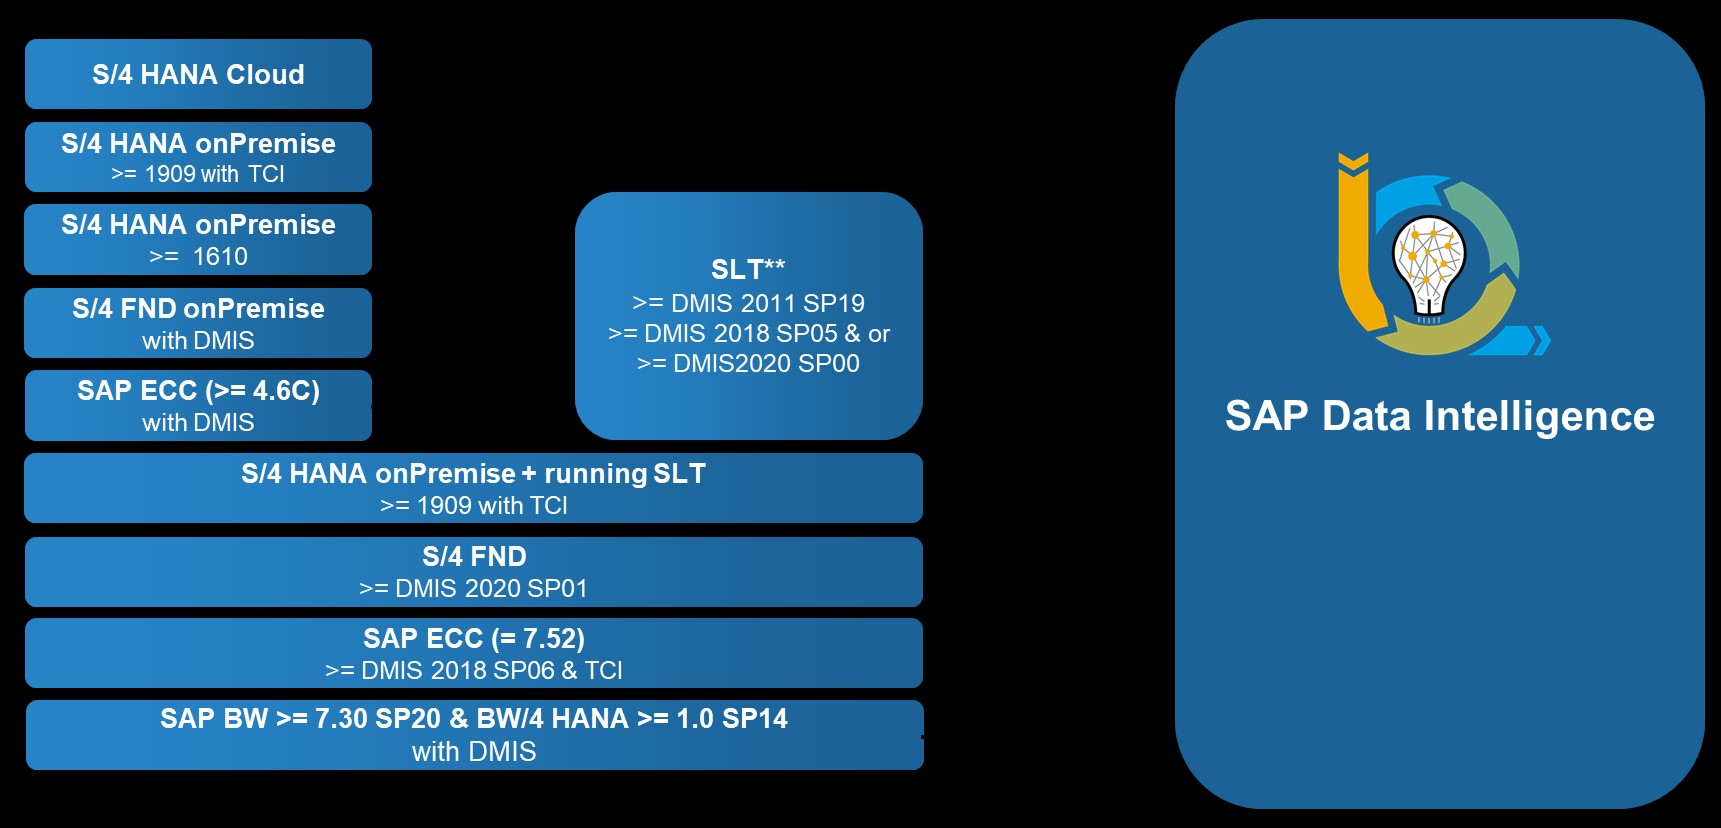 S/4 HANA Cloud
S/4 HANA onPremise
>= 1909 with TCI
S/4 HANA onPremise
>= 1610
S/4 FND onPremise
with DMIS
SAP ECC (>= 4.6C)
with DMIS
SLT**
>= DMIS 2011 SP19
>= DMIS 2018 SP05 & or
>= DMIS2020 SP00
S/4 HANA onPremise + running SLT
>= 1909 with TCI
S/4 FND
>= DMIS 2020 SP01
SAP ECC (= 7.52)
>= DMIS 2018 SP06 & TCI
SAP BW >= 7.30 SP20 & BW/4 HANA >= 1.0 SP14
with DMIS
SAP Data Intelligence